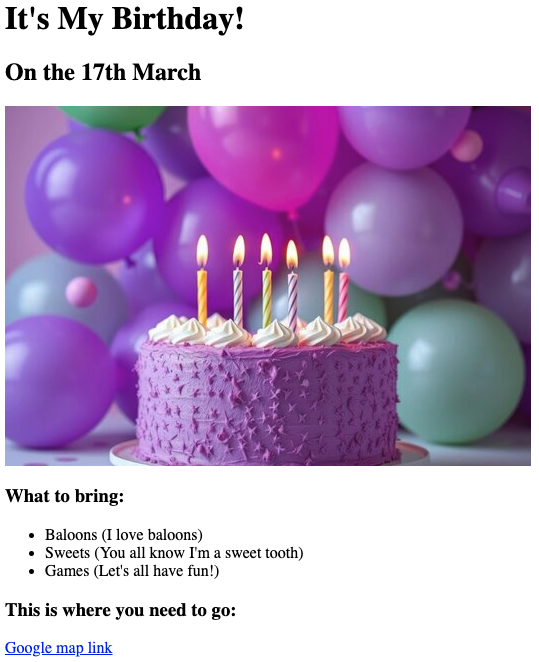 It's My Birthday!
On the 17th March
What to bring:
Baloons (I love baloons)
Sweets (You all know I'm a sweet tooth)
Games (Let's all have fun!)
This is where you need to go:
Google map link